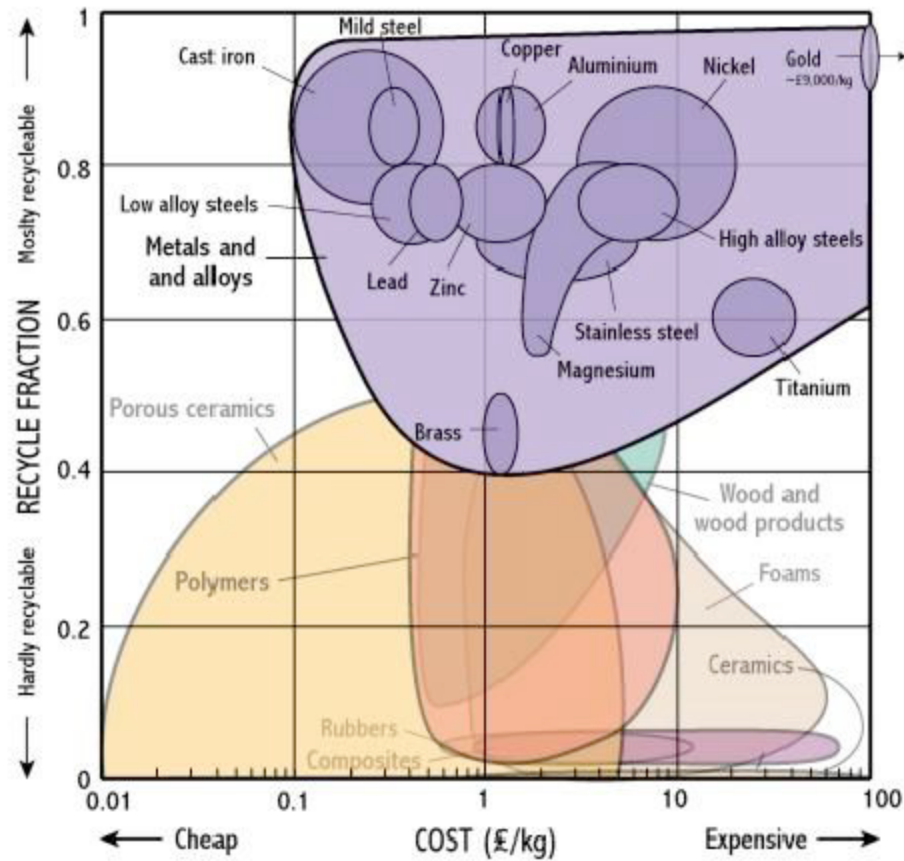 1
Mild steel
Cast iron
Copper
Aluminium
Nickel
Gold
~£9,000/kg
Moslty recycleable
0.8
Low alloy steels
High alloy steels
Metals and
and alloys
Lead
Zinc
RECYCLE FRACTION
0.6
Stainless steel
Magnesium
Titanium
Porous ceramics
Brass
0.4
Wood and
wood products
Polymers
Foams
Hardly recyclable
0.2
Ceramics
Rubbers
Composites
0
0.01
0.1
1
10
100
Cheap
COST (£/kg)
Expensive